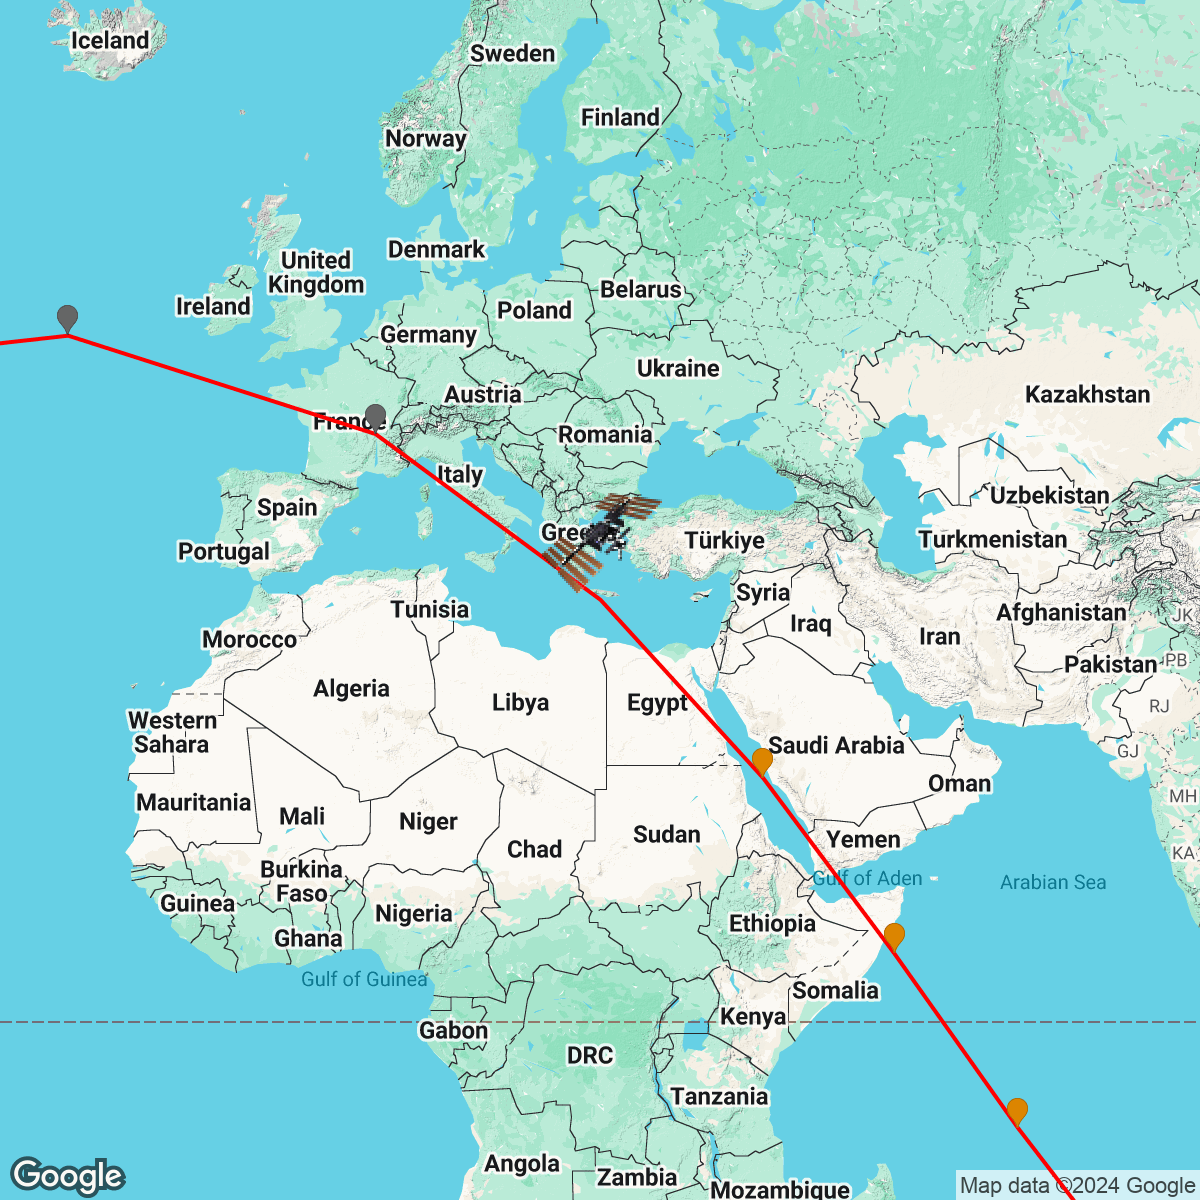 Iceland
Sweden
Finland
Norway
Denmark
United
Kingdom
Ireland
Belarus
Poland
Germany
Ukraine
Austria
Kazakhstan
France
Romania
Italy
Uzbekistan
Spain
Türkiye
Turkmenistan
Portugal
Syria
Tunisia
Iraq
Afghanistan
JK
Morocco
Iran
Pakistan
PB
Algeria
Libya
Egypt
RJ
Western
Sahara
Saudi Arabia
GJ
Oman
MH
Mauritania
Mali
Niger
Sudan
Yemen
Chad
KA
Burkina
Faso
Gulf of Aden
Arabian Sea
Guinea
Nigeria
Ethiopia
Ghana
Gulf of Guinea
Somalia
Kenya
Gabon
DRC
Tanzania
Angola
Zambia
Mozambique
Google
Map data ©2024 Google